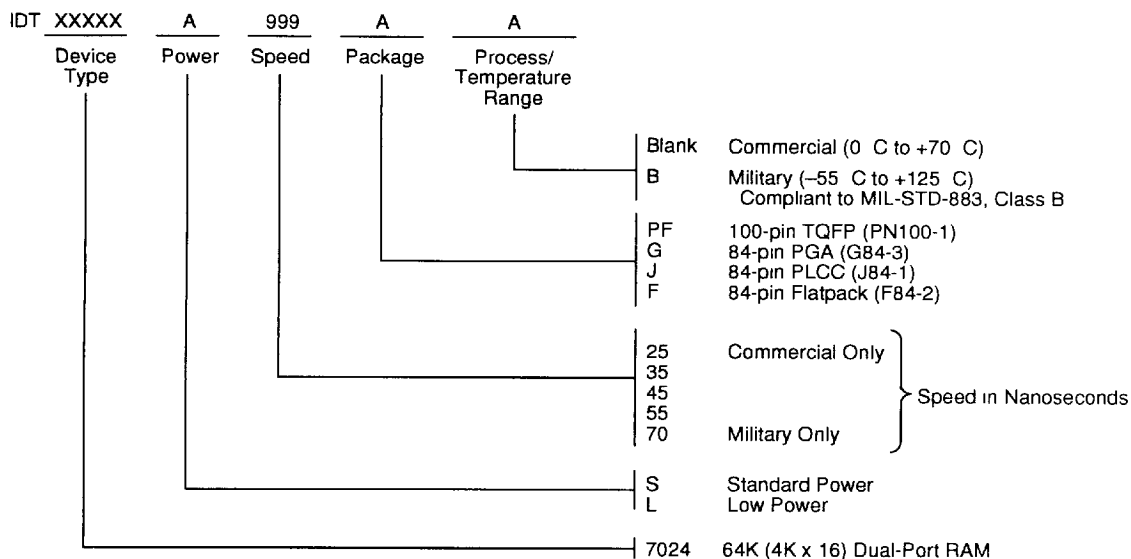 IDT XXXXX A 999 A A
Device Type Power Speed Package Process/ Temperature Range
Blank Commercial (0 C to +70 C)
B Military (–55 C to +125 C)
Compliant to MIL-STD-883, Class B
PF 100-pin TQFP (PN100-1)
G 84-pin PGA (G84-3)
J 84-pin PLCC (J84-1)
F 84-pin Flatpack (F84-2)
25 Commercial Only
35
45
55
70 Military Only
Speed in Nanoseconds
S Standard Power
L Low Power
7024 64K (4K x 16) Dual-Port RAM